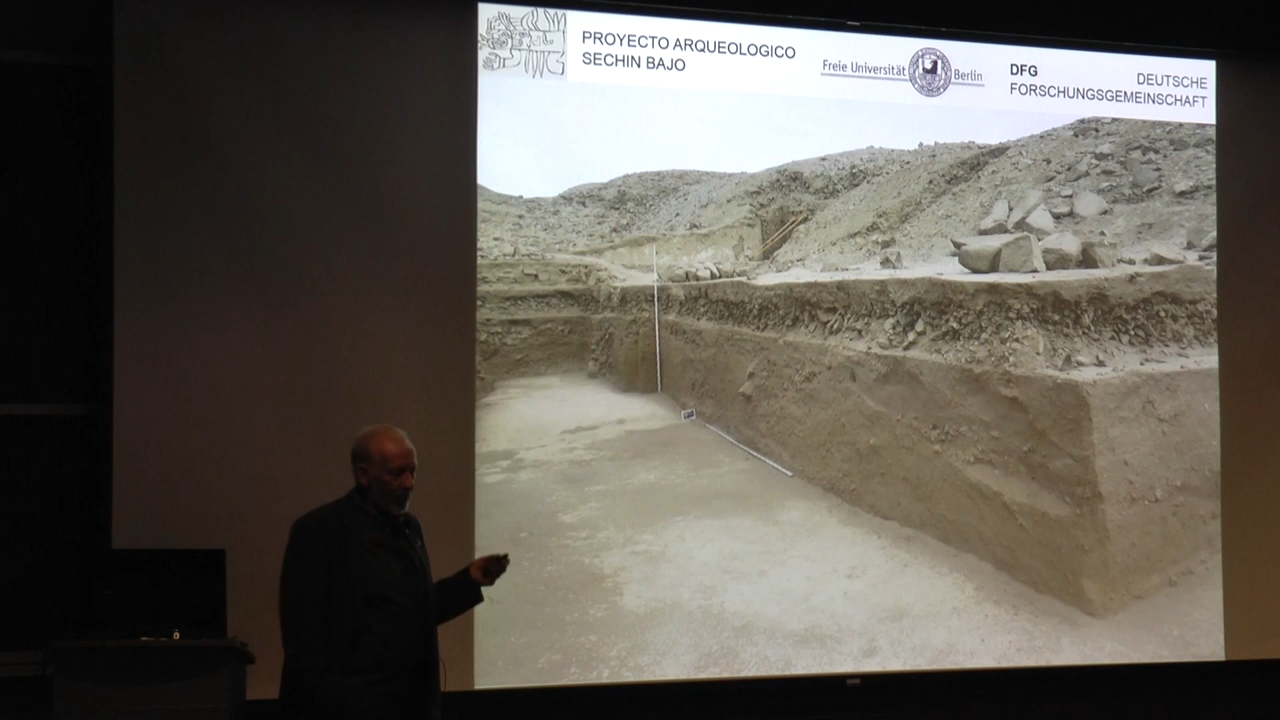 PROYECTO ARQUEOLOGICO
SECHIN BAJO
Freie Universität Berlin
DFG DEUTSCHE
FORSCHUNGSGEMEINSCHAFT